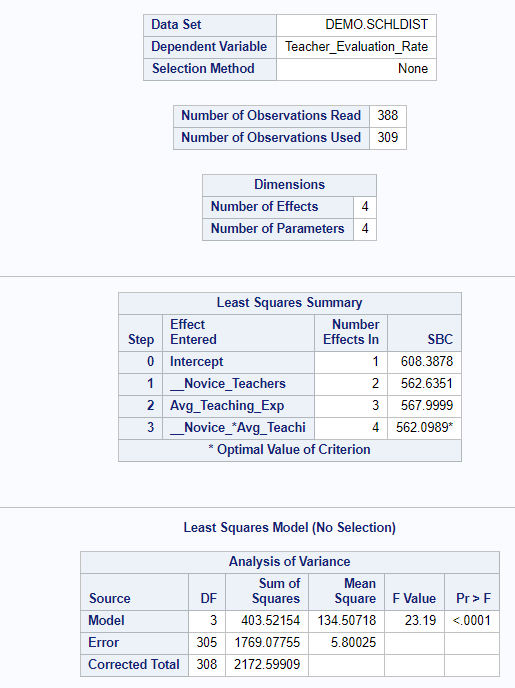 Data Set DEMO.SCHLDIST
Dependent Variable Teacher_Evaluation_Rate
Selection Method None
Number of Observations Read 388
Number of Observations Used 309
Dimensions
Number of Effects 4
Number of Parameters 4
Least Squares Summary
Step Effect Entered Number Effects In SBC
0 Intercept 1 608.3878
1 __Novice_Teachers 2 562.6351
2 Avg_Teaching_Exp 3 567.9999
3 __Novice_*Avg_Teachi 4 562.0989*
* Optimal Value of Criterion
Least Squares Model (No Selection)
Analysis of Variance
Source DF Sum of Squares Mean Square F Value Pr > F
Model 3 403.52154 134.50718 23.19 <.0001
Error 305 1769.07755 5.80025
Corrected Total 308 2172.59909